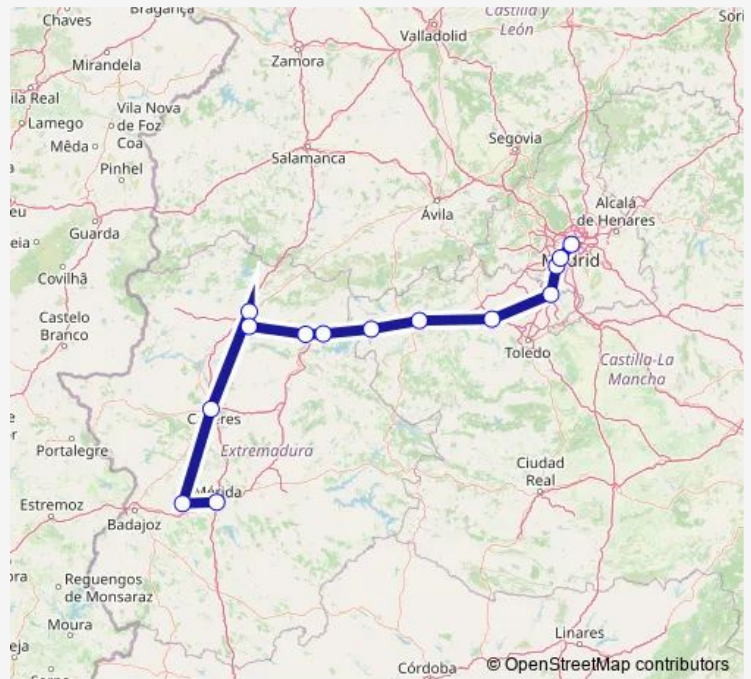 Chaves
Bragança
Castilla y
León
Sori
Mirandela
Zamora
Valladolid
ila Real
Vila Nova
de Foz
Coa
Lamego
Mêda
Pinhel
Salamanca
Segovia
Alcalá
de Henares
Ávila
eu
Guarda
eia
Madrid
Covilhã
Castelo
Branco
Toledo
Castilla-La
Mancha
Portalegre
Extremadura
Ciudad
Real
Mérida
Estremoz
Badajoz
ora
Reguengos
de Monsaraz
Moura
Linares
eja
Córdoba
© OpenStreetMap contributors